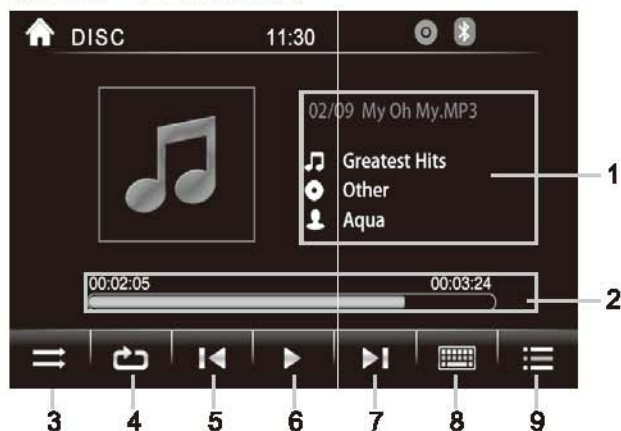 DISC 11:30
02/09 My Oh My.MP3
Greatest Hits
Other
Aqua
1
00:02:05 00:03:24
2
3 4 5 6 7 8 9